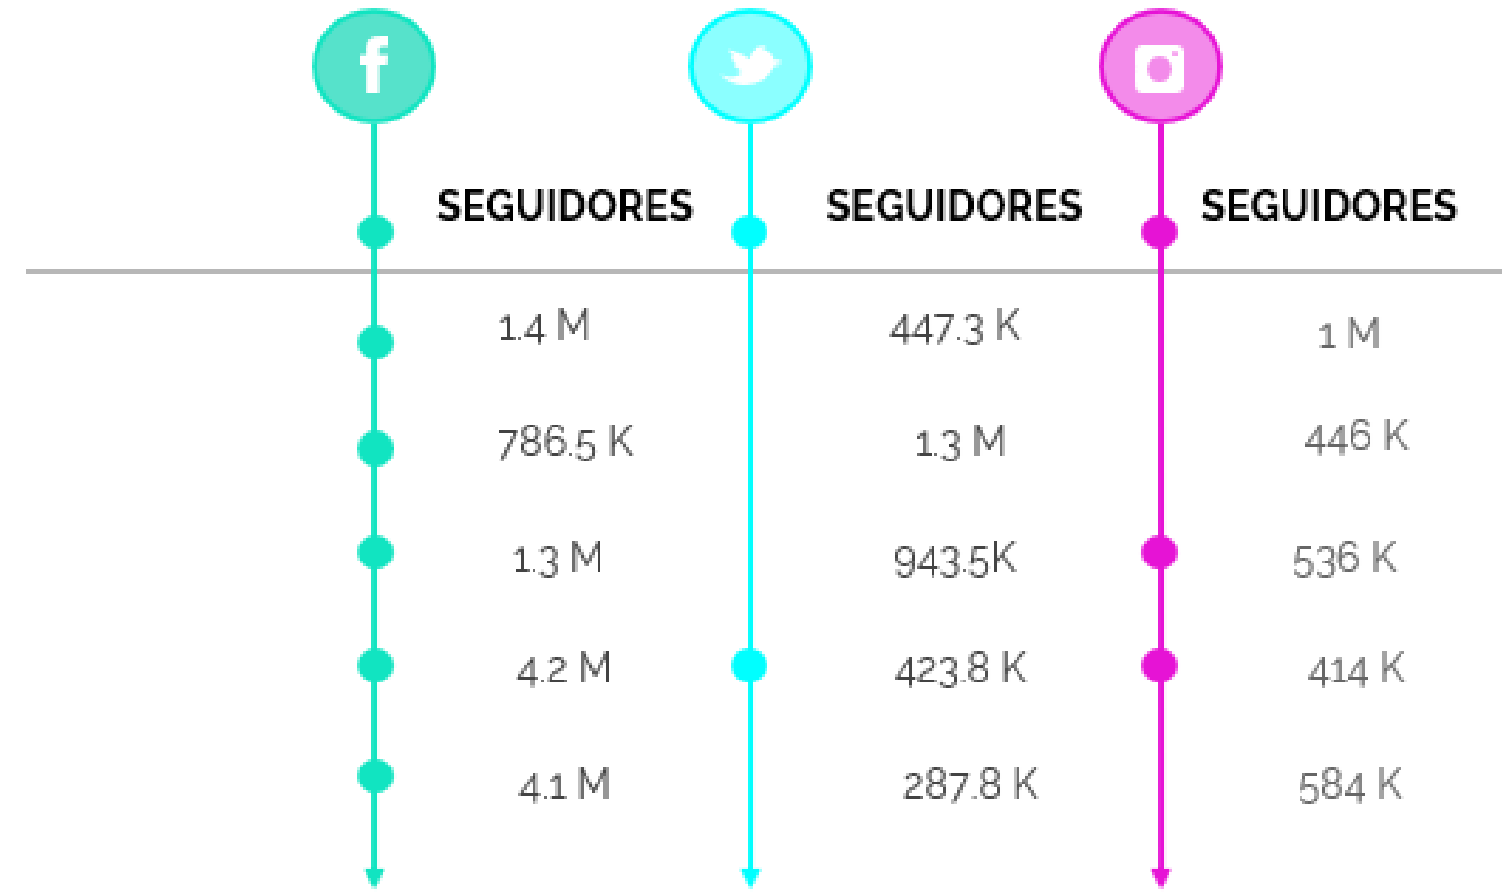 f
SEGUIDORES SEGUIDORES SEGUIDORES
1.4 M 447.3 K 1 M
786.5 K 1.3 M 446 K
1.3 M 943.5K 536 K
4.2 M 423.8 K 414 K
4.1 M 287.8 K 584 K